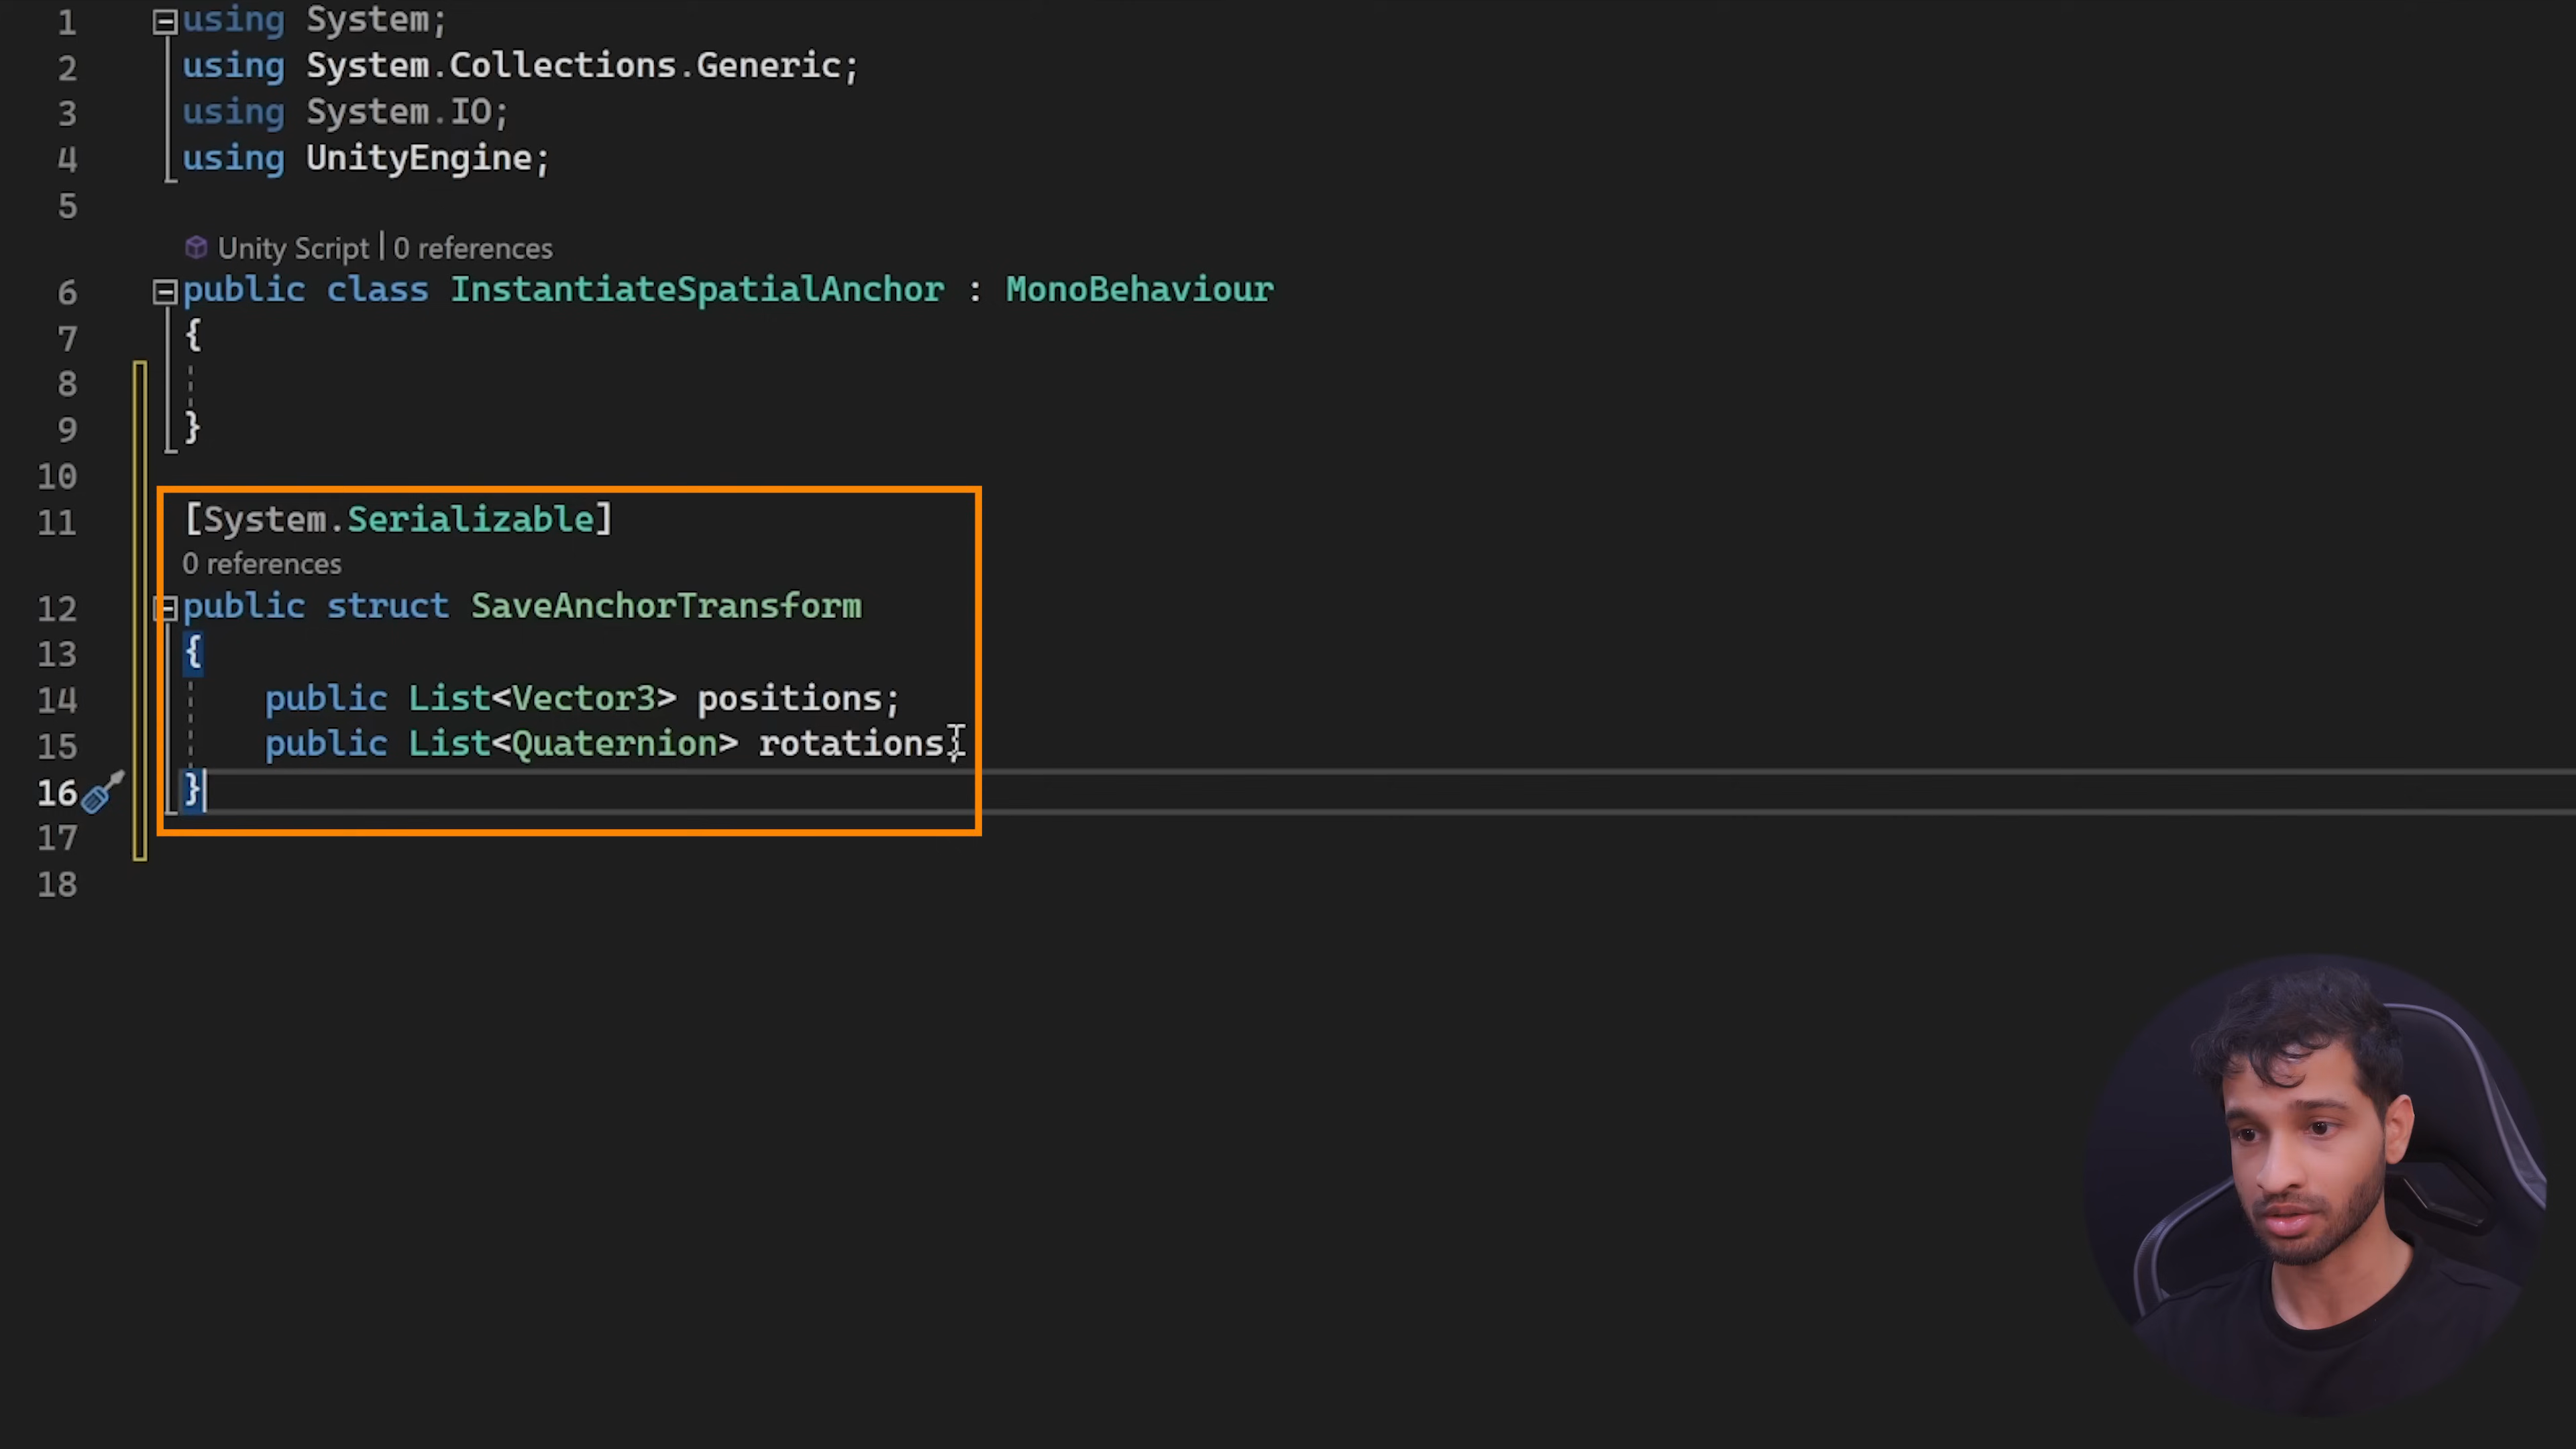 1 using System;
2 using System.Collections.Generic;
3 using System.IO;
4 using UnityEngine;
5
Unity Script | 0 references
6 public class InstantiateSpatialAnchor : MonoBehaviour
7 {
8
9 }
10
11 [System.Serializable]
0 references
12 public struct SaveAnchorTransform
13 {
14 public List<Vector3> positions;
15 public List<Quaternion> rotations;
16 }
17
18